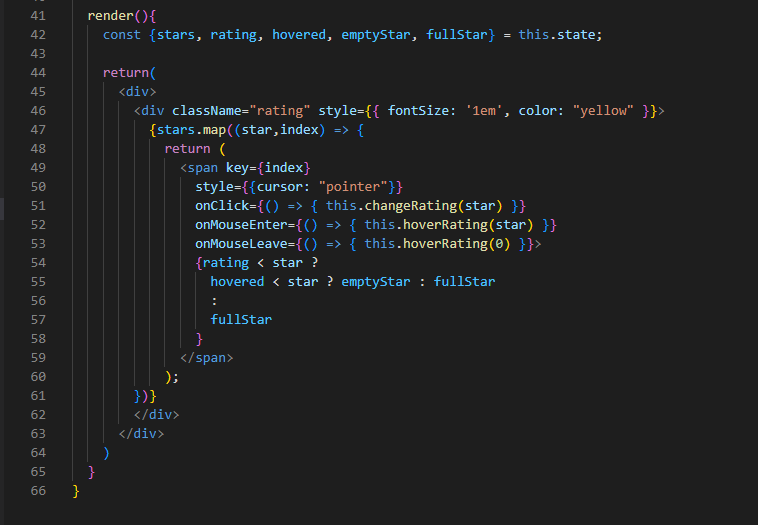 41 render(){
42 const {stars, rating, hovered, emptyStar, fullStar} = this.state;
43
44 return(
45 <div>
46 <div className="rating" style={{ fontSize: '1em', color: "yellow" }}>
47 {stars.map((star,index) => {
48 return (
49 <span key={index}
50 style={{cursor: "pointer"}}
51 onClick={() => { this.changeRating(star) }}
52 onMouseEnter={() => { this.hoverRating(star) }}
53 onMouseLeave={() => { this.hoverRating(0) }}>
54 {rating < star ?
55 hovered < star ? emptyStar : fullStar
56 :
57 fullStar
58 }
59 </span>
60 );
61 })}
62 </div>
63 </div>
64 )
65 }
66 }